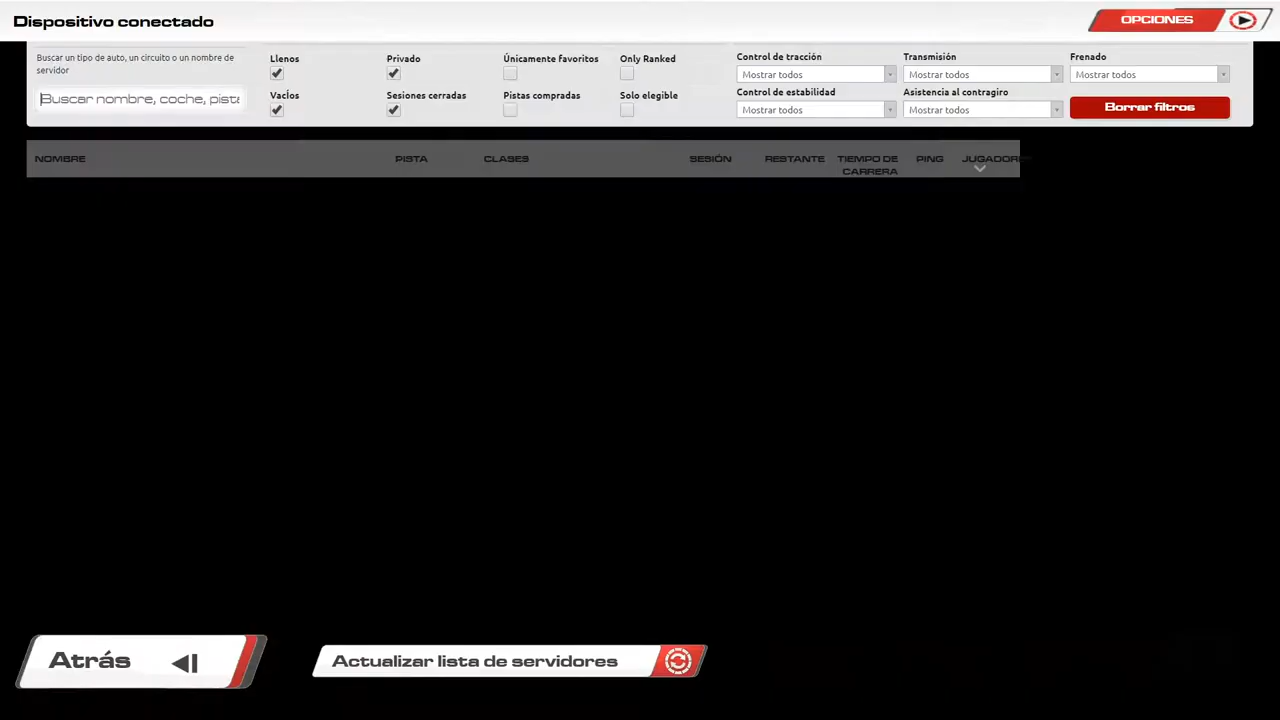 Dispositivo conectado
OPCIONES
Buscar un tipo de auto, un circuito o un nombre de
servidor
Buscar nombre, coche, pista
Llenos
Privado
Únicamente favoritos
Only Ranked
Vacíos
Sesiones cerradas
Pistas compradas
Solo elegible
Control de tracción
Transmisión
Frenado
Mostrar todos
Mostrar todos
Mostrar todos
Control de estabilidad
Asistencia al contragiro
Mostrar todos
Mostrar todos
Borrar filtros
NOMBRE
PISTA
CLASES
SESIÓN
RESTANTE
TIEMPO DE
CARRERA
PING
JUGADORES
Atrás
Actualizar lista de servidores